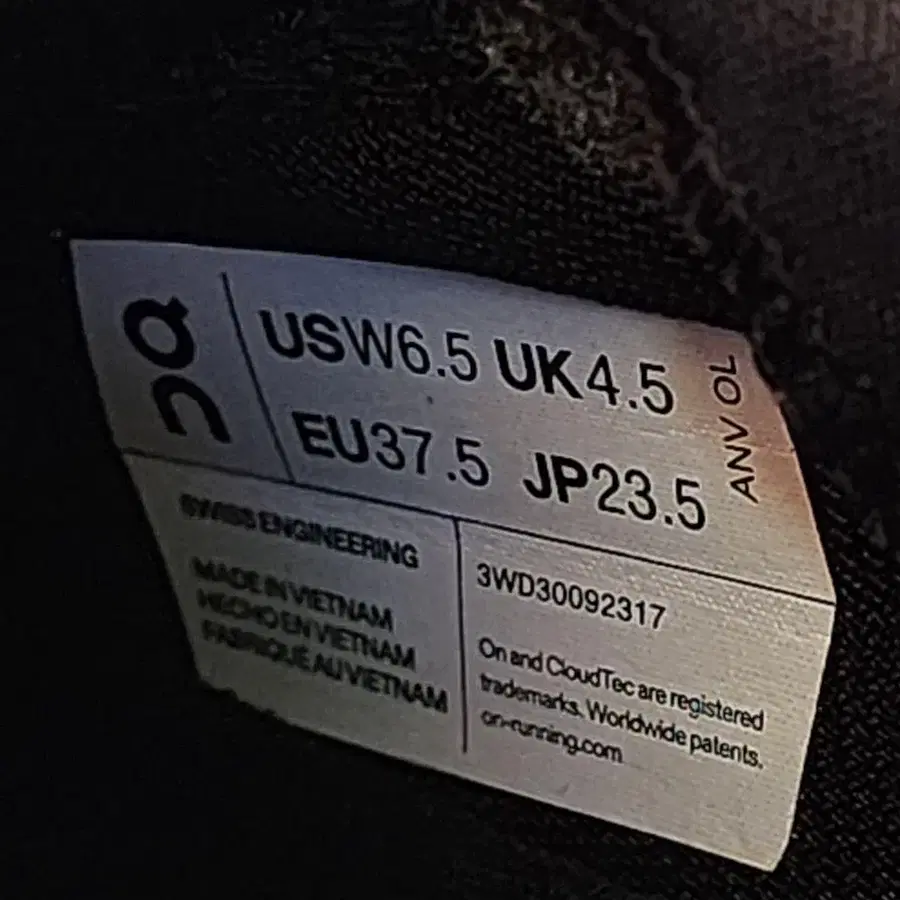 On
USW6.5 UK4.5
EU37.5 JP23.5
ANV OL
SWISS ENGINEERING
MADE IN VIETNAM
HECHO EN VIETNAM
FABRIQUÉ AU VIETNAM
3WD30092317
On and CloudTec are registered
trademarks. Worldwide patents.
on-running.com